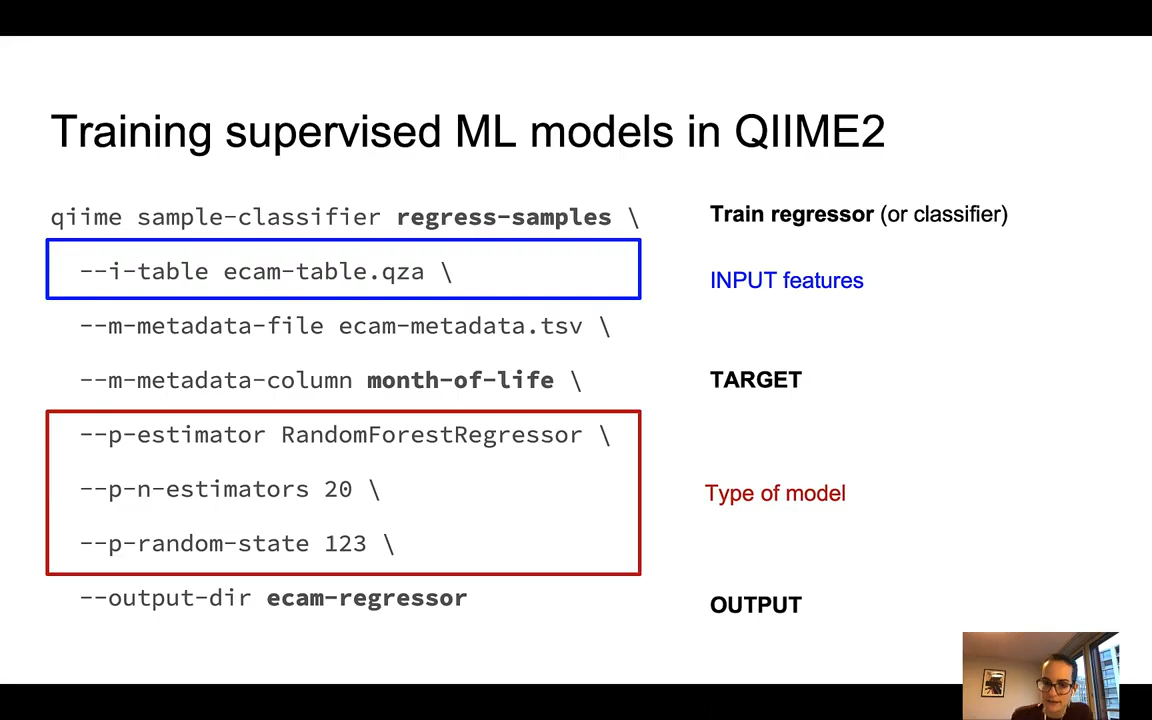 Training supervised ML models in QIIME2
qiime sample-classifier regress-samples \
Train regressor (or classifier)
--i-table ecam-table.qza \
INPUT features
--m-metadata-file ecam-metadata.tsv \
--m-metadata-column month-of-life \
TARGET
--p-estimator RandomForestRegressor \
--p-n-estimators 20 \
Type of model
--p-random-state 123 \
--output-dir ecam-regressor
OUTPUT